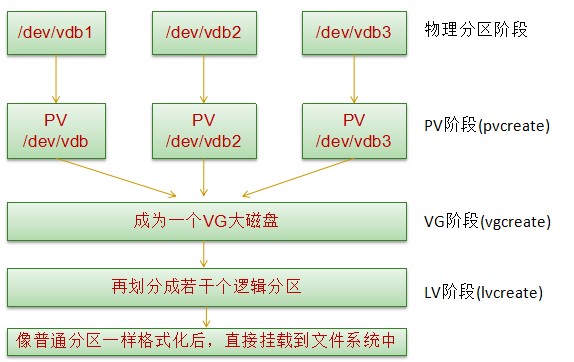 /dev/vdb1 /dev/vdb2 /dev/vdb3 物理分区阶段
PV PV PV
/dev/vdb /dev/vdb2 /dev/vdb3 PV阶段(pvcreate)
成为一个VG大磁盘 VG阶段(vgcreate)
再划分成若干个逻辑分区 LV阶段(lvcreate)
像普通分区一样格式化后，直接挂载到文件系统中